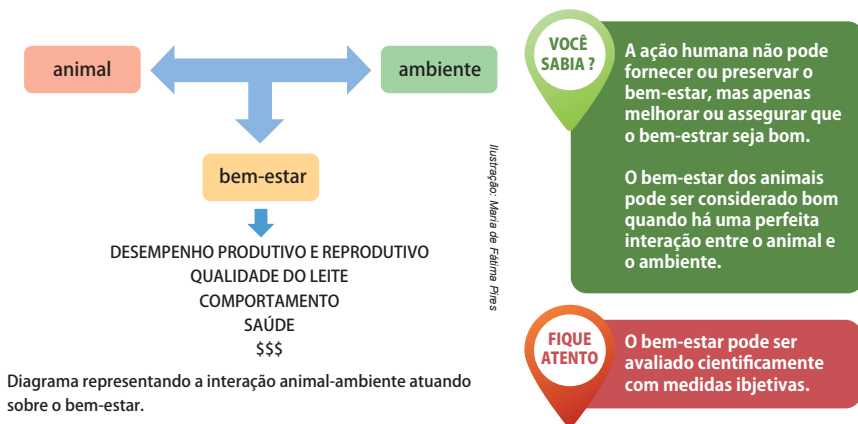 animal
ambiente
bem-estar
DESEMPENHO PRODUTIVO E REPRODUTIVO
QUALIDADE DO LEITE
COMPORTAMENTO
SAÚDE
$$$
Ilustração: Maria de Fátima Pires
Diagrama representando a interação animal-ambiente atuando
sobre o bem-estar.
VOCÊ
SABIA ?
A ação humana não pode
fornecer ou preservar o
bem-estar, mas apenas
melhorar ou assegurar que
o bem-estrar seja bom.
O bem-estar dos animais
pode ser considerado bom
quando há uma perfeita
interação entre o animal e
o ambiente.
FIQUE
ATENTO
O bem-estar pode ser
avaliado cientificamente
com medidas ibjetivas.